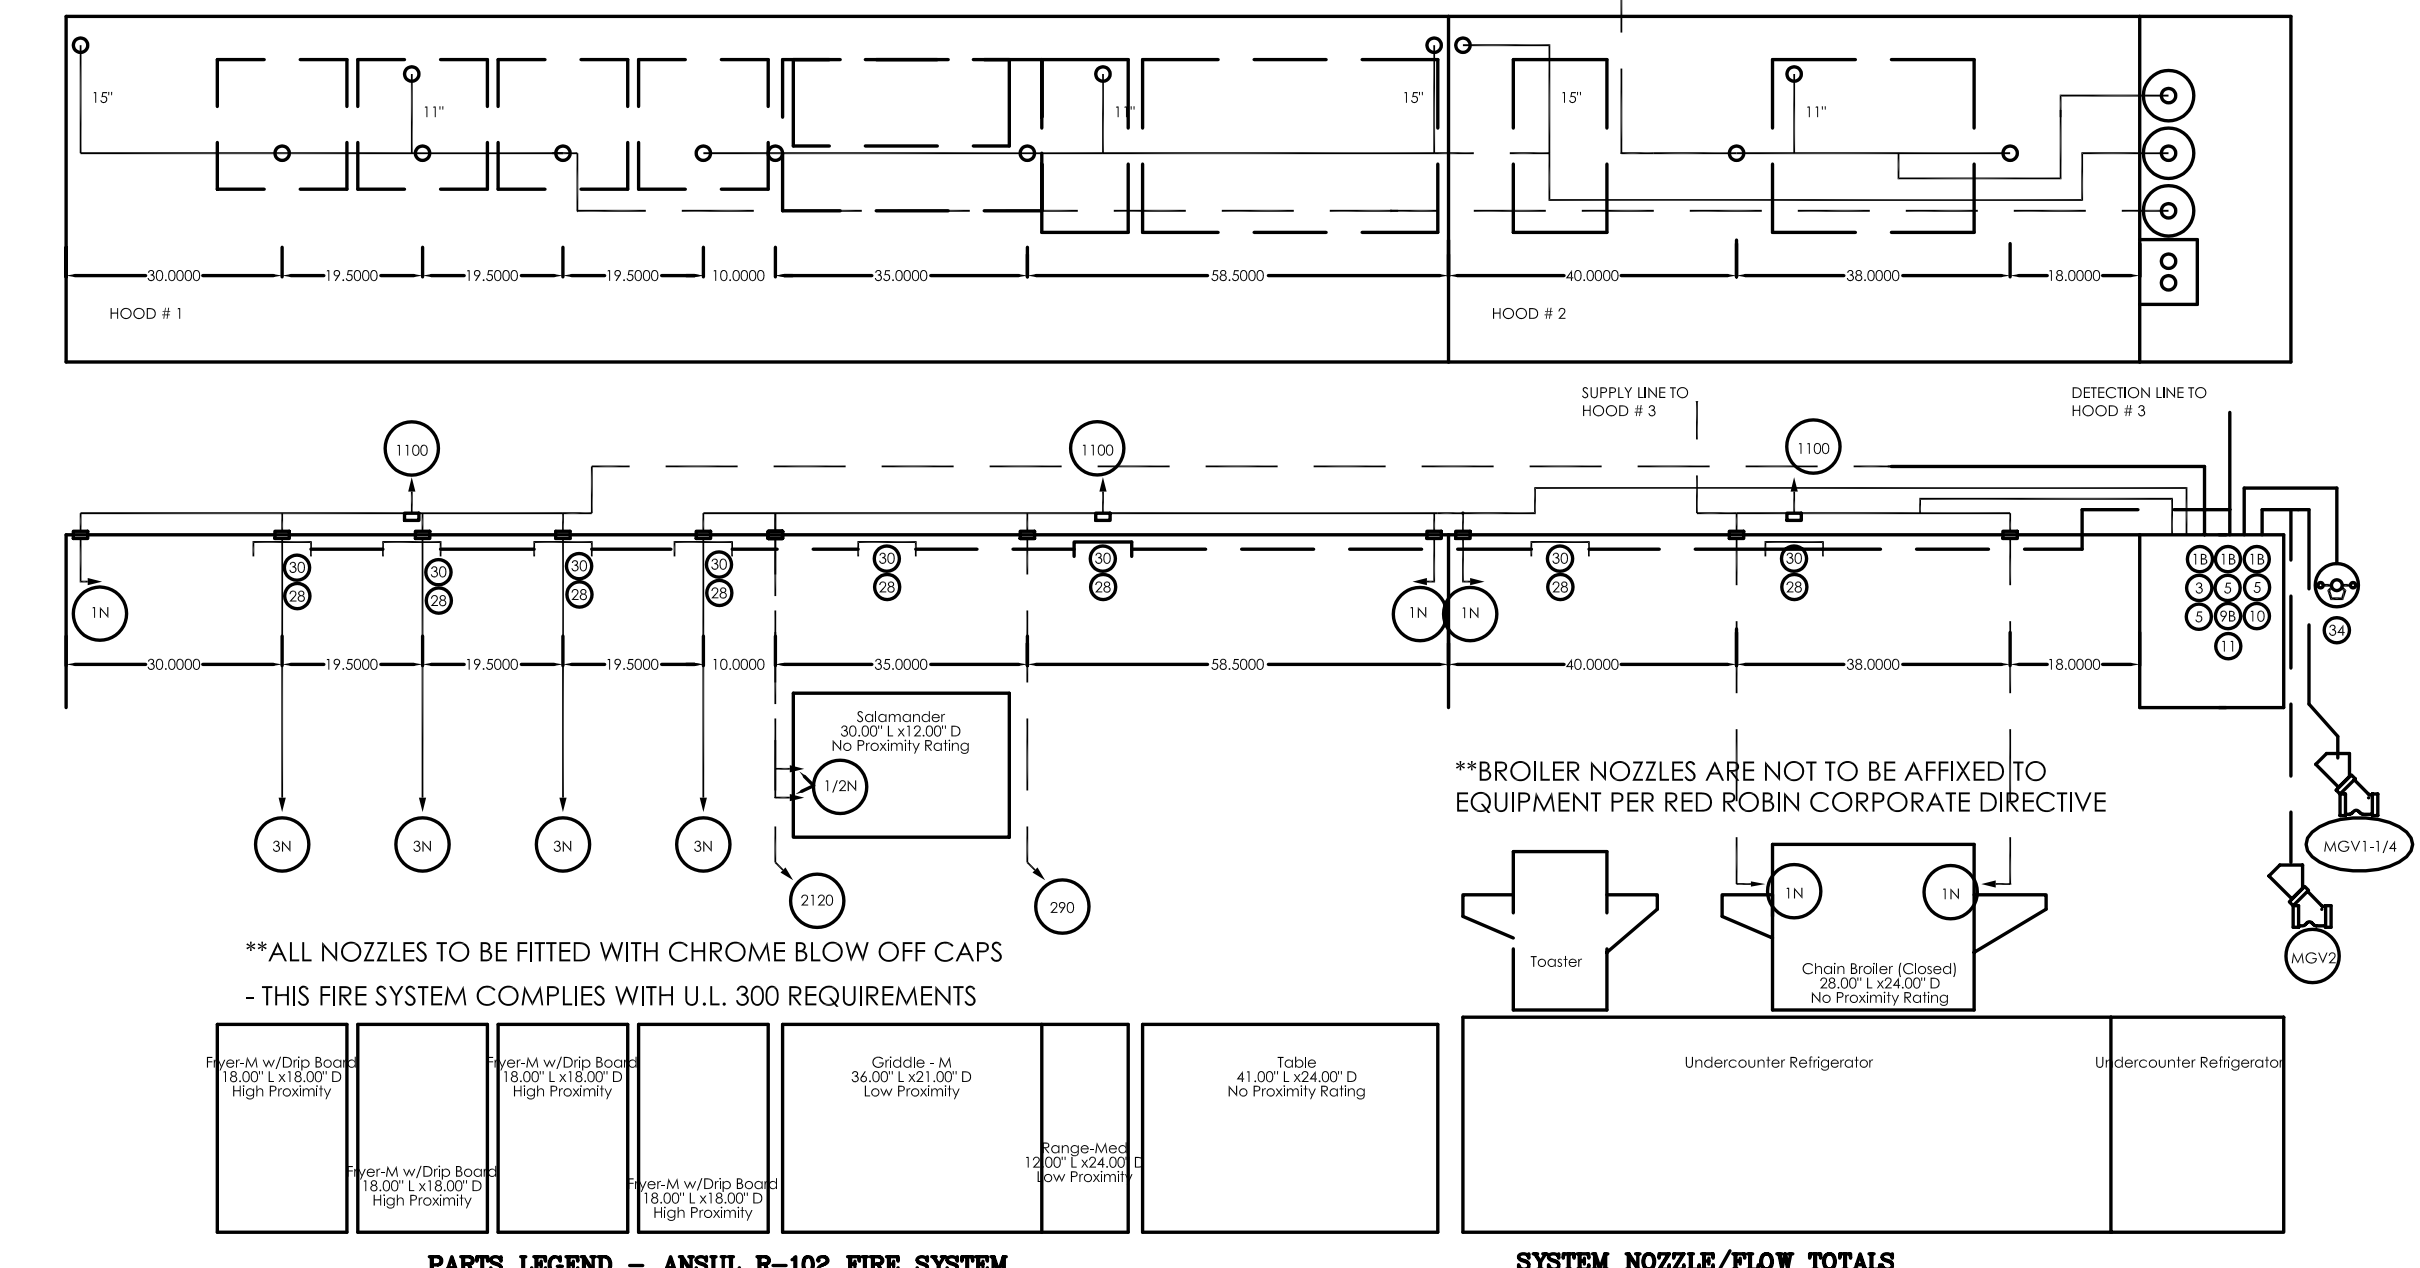 15"
11"
11"
15"
15"
11"
30.0000
19.5000
19.5000
19.5000
10.0000
35.0000
58.5000
40.0000
38.0000
18.0000
HOOD # 1
HOOD # 2
SUPPLY LINE TO
HOOD # 3
DETECTION LINE TO
HOOD # 3
1100
1100
1100
30
28
30
28
30
28
30
28
30
28
30
28
30
28
30
28
1B
1B
1B
3
5
5
5
9B
10
11
34
1N
1N
1N
30.0000
19.5000
19.5000
19.5000
10.0000
35.0000
58.5000
40.0000
38.0000
18.0000
Salamander
30.00" L x12.00" D
No Proximity Rating
1/2N
**BROILER NOZZLES ARE NOT TO BE AFFIXED TO
EQUIPMENT PER RED ROBIN CORPORATE DIRECTIVE
3N
3N
3N
3N
2120
290
1N
1N
MGV1-1/4
MGV2
**ALL NOZZLES TO BE FITTED WITH CHROME BLOW OFF CAPS
- THIS FIRE SYSTEM COMPLIES WITH U.L. 300 REQUIREMENTS
Toaster
Chain Broiler (Closed)
28.00" L x24.00" D
No Proximity Rating
Fryer-M w/Drip Board
18.00" L x18.00" D
High Proximity
Fryer-M w/Drip Board
18.00" L x18.00" D
High Proximity
Fryer-M w/Drip Board
18.00" L x18.00" D
High Proximity
Fryer-M w/Drip Board
18.00" L x18.00" D
High Proximity
Griddle - M
36.00" L x21.00" D
Low Proximity
Range-Med
12.00" L x24.00" D
Low Proximity
Table
41.00" L x24.00" D
No Proximity Rating
Undercounter Refrigerator
Undercounter Refrigerator
PARTS LEGEND - ANSUL R-102 FIRE SYSTEM
SYSTEM NOZZLE/FLOW TOTALS